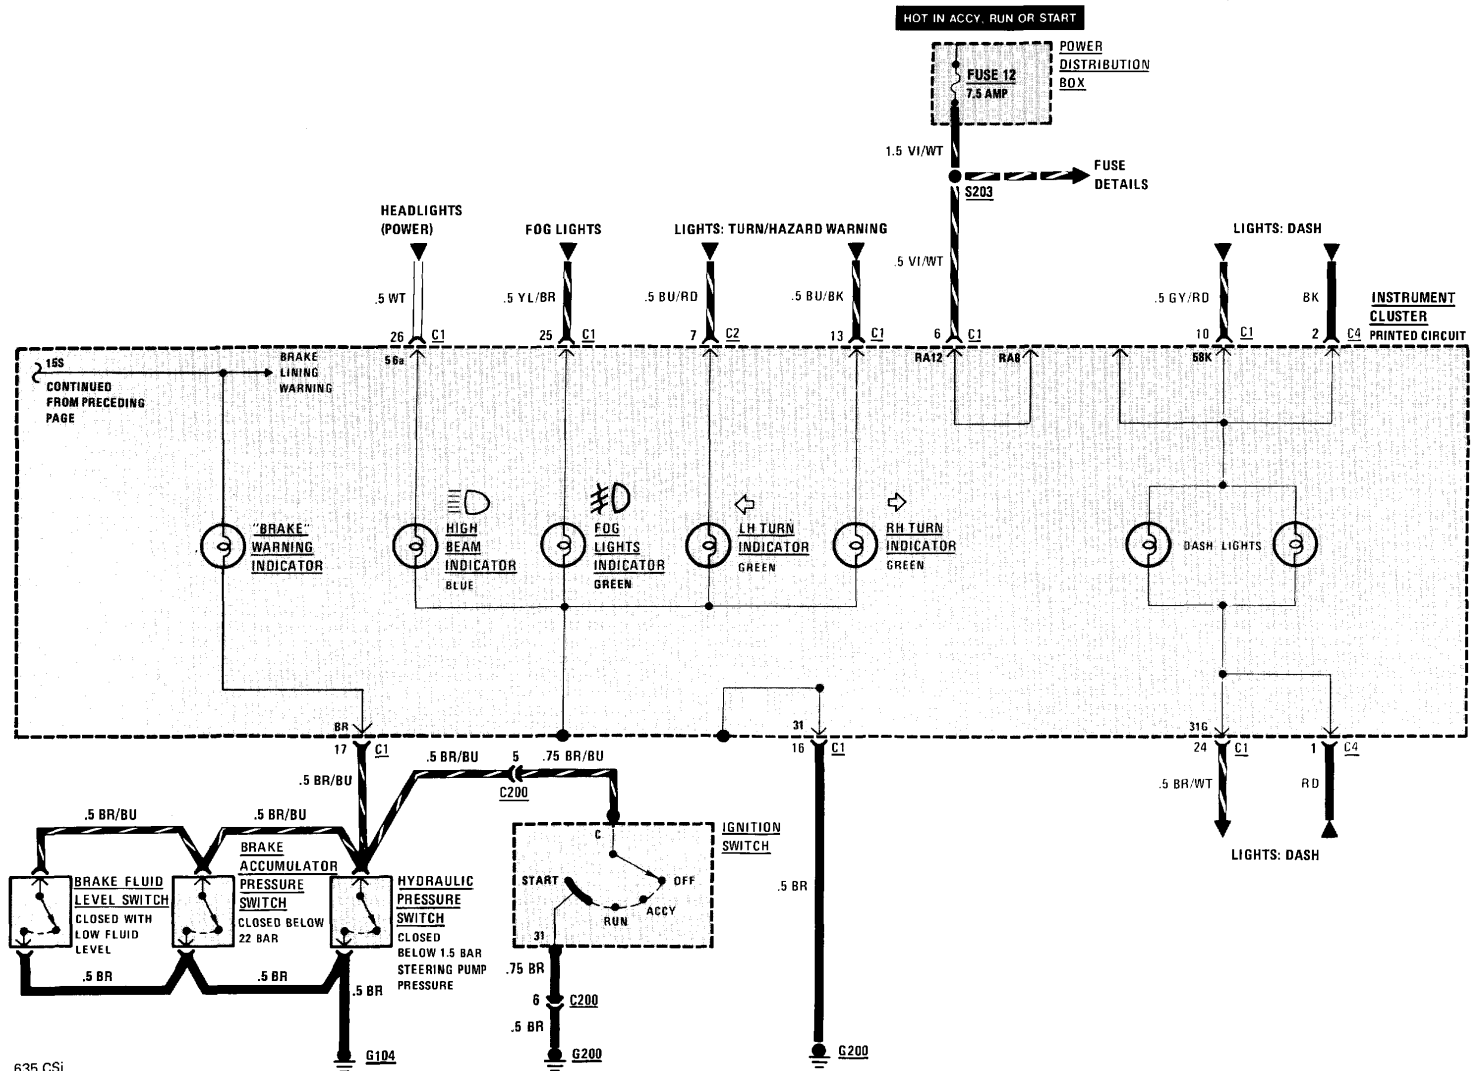 HOT IN ACCY, RUN OR START
POWER
DISTRIBUTION
BOX
FUSE 12
7.5 AMP
1.5 VI/WT
FUSE
DETAILS
S203
.5 VI/WT
HEADLIGHTS
(POWER)
FOG LIGHTS
LIGHTS: TURN/HAZARD WARNING
LIGHTS: DASH
.5 WT
.5 YL/BR
.5 BU/RD
.5 BU/BK
.5 GY/RD
BK
INSTRUMENT
CLUSTER
PRINTED CIRCUIT
26 C1
25 C1
7 C2
13 C1
6 C1
10 C1
2 C4
15S
CONTINUED
FROM PRECEDING
PAGE
BRAKE
LINING
WARNING
56a
RA12
RA8
58K
"BRAKE"
WARNING
INDICATOR
HIGH
BEAM
INDICATOR
BLUE
FOG
LIGHTS
INDICATOR
GREEN
LH TURN
INDICATOR
GREEN
RH TURN
INDICATOR
GREEN
DASH LIGHTS
BR
31
31G
17 C1
16 C1
24 C1
1 C4
.5 BR/BU
.5 BR/BU
5
.75 BR/BU
C200
.5 BR/WT
RD
LIGHTS: DASH
.5 BR/BU
.5 BR/BU
BRAKE FLUID
LEVEL SWITCH
CLOSED WITH
LOW FLUID
LEVEL
BRAKE
ACCUMULATOR
PRESSURE
SWITCH
CLOSED BELOW
22 BAR
HYDRAULIC
PRESSURE
SWITCH
CLOSED
BELOW 1.5 BAR
STEERING PUMP
PRESSURE
IGNITION
SWITCH
C
START
OFF
ACCY
RUN
31
.5 BR
.5 BR
.5 BR
.5 BR
.75 BR
6 C200
.5 BR
G104
G200
G200
635 CSi